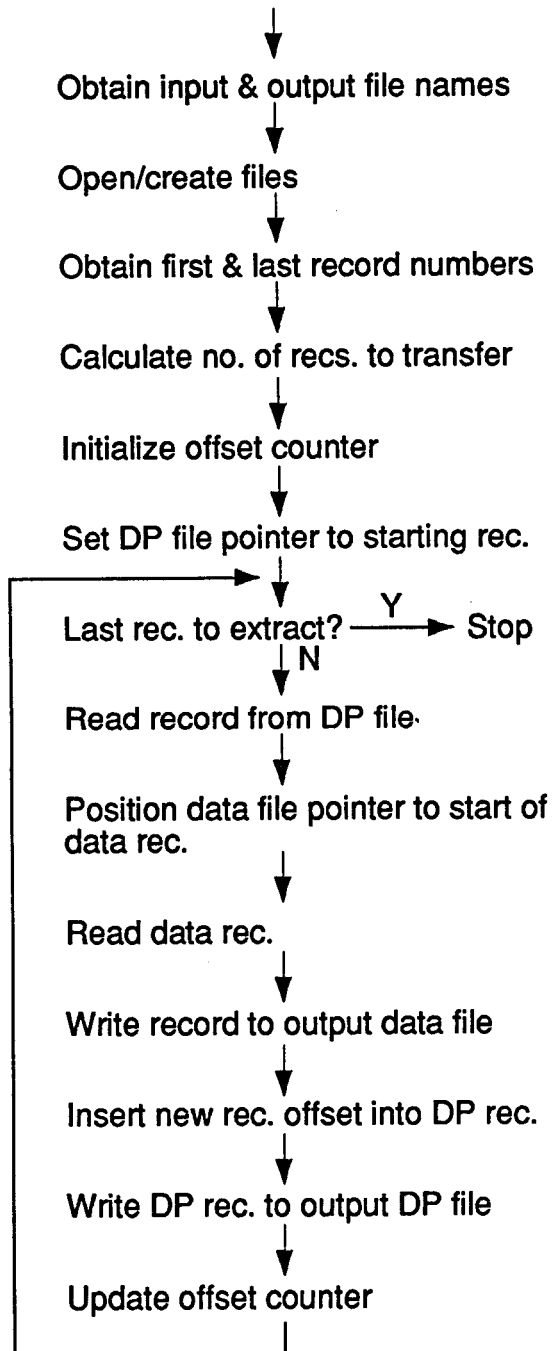 Obtain input & output file names
Open/create files
Obtain first & last record numbers
Calculate no. of recs. to transfer
Initialize offset counter
Set DP file pointer to starting rec.
Last rec. to extract? Y Stop
N
Read record from DP file
Position data file pointer to start of
data rec.
Read data rec.
Write record to output data file
Insert new rec. offset into DP rec.
Write DP rec. to output DP file
Update offset counter